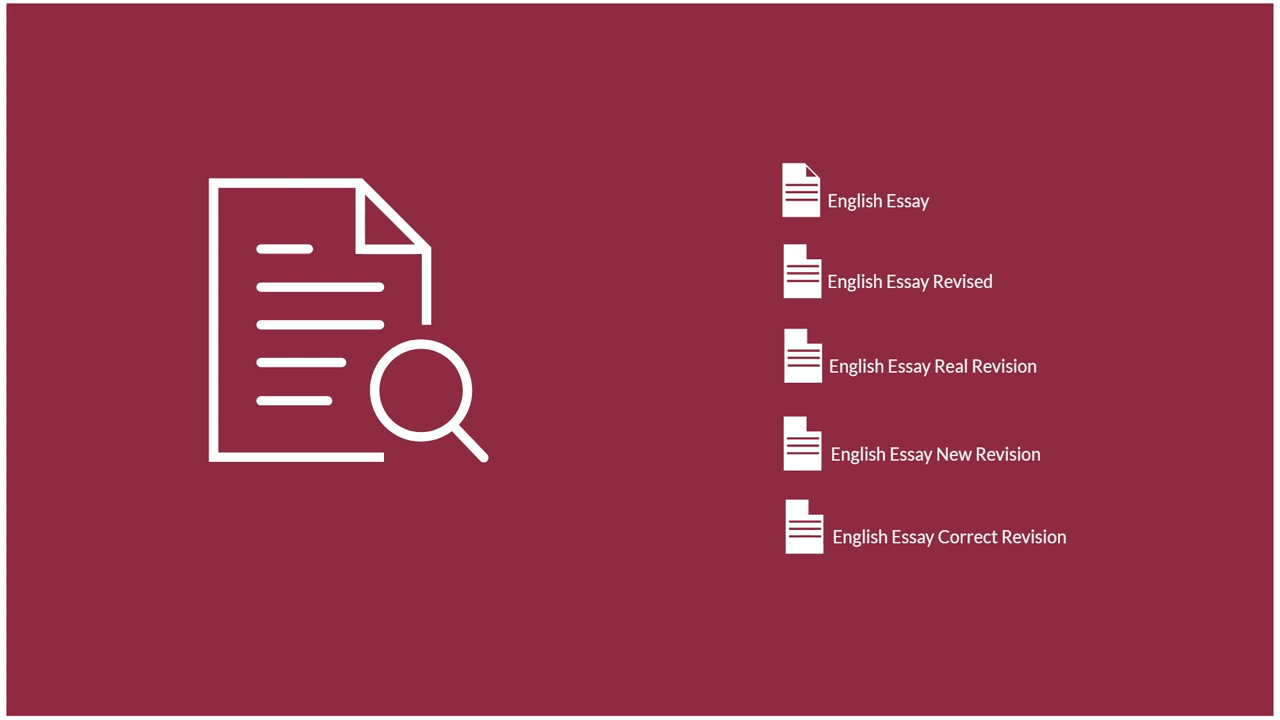 English Essay
English Essay Revised
English Essay Real Revision
English Essay New Revision
English Essay Correct Revision